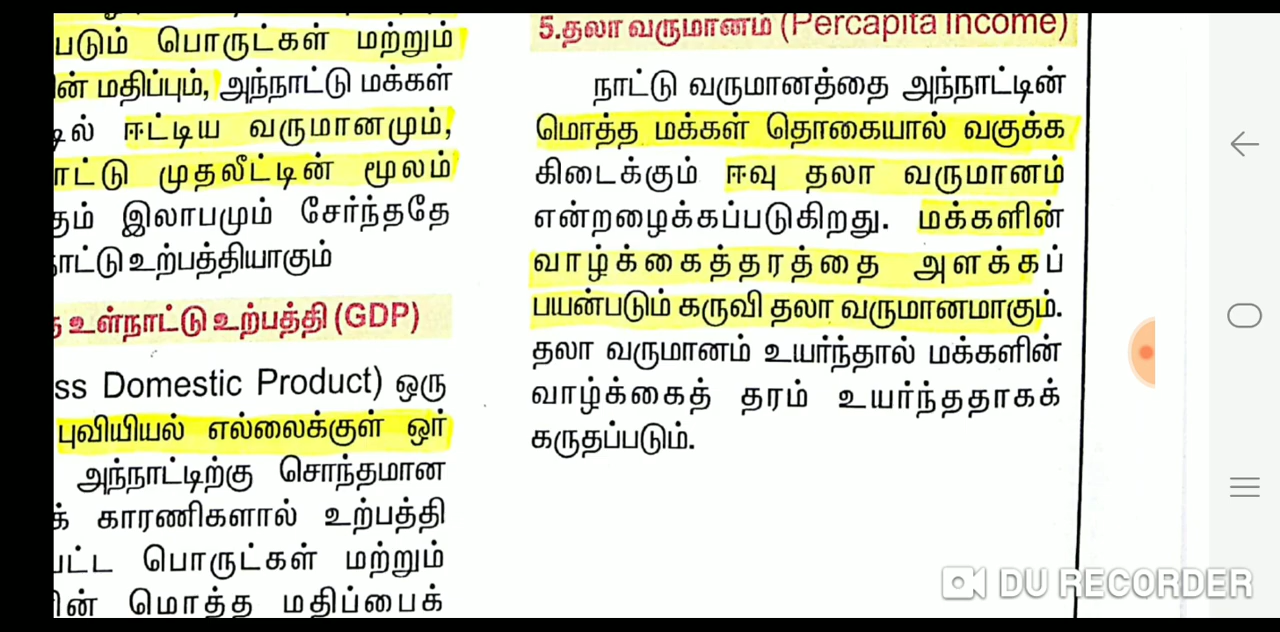 படும் பொருட்கள் மற்றும்
மதிப்பும், அந்நாட்டு மக்கள்
ஈட்டிய வருமானமும்,
முதலீட்டின் மூலம்
இலாபமும் சேர்ந்ததே
உற்பத்தியாகும்
உள்நாட்டு உற்பத்தி (GDP)
ss Domestic Product) ஒரு
புவியியல் எல்லைக்குள் ஓர்
அந்நாட்டிற்கு சொந்தமான
காரணிகளால் உற்பத்தி
பொருட்கள் மற்றும்
மொத்த மதிப்பைக்
5.தலா வருமானம் (Percapita Income)
நாட்டு வருமானத்தை அந்நாட்டின்
மொத்த மக்கள் தொகையால் வகுக்க
கிடைக்கும் ஈவு தலா வருமானம்
என்றழைக்கப்படுகிறது. மக்களின்
வாழ்க்கைத்தரத்தை அளக்கப்
பயன்படும் கருவி தலா வருமானமாகும்.
தலா வருமானம் உயர்ந்தால் மக்களின்
வாழ்க்கைத் தரம் உயர்ந்ததாகக்
கருதப்படும்.
DU RECORDER